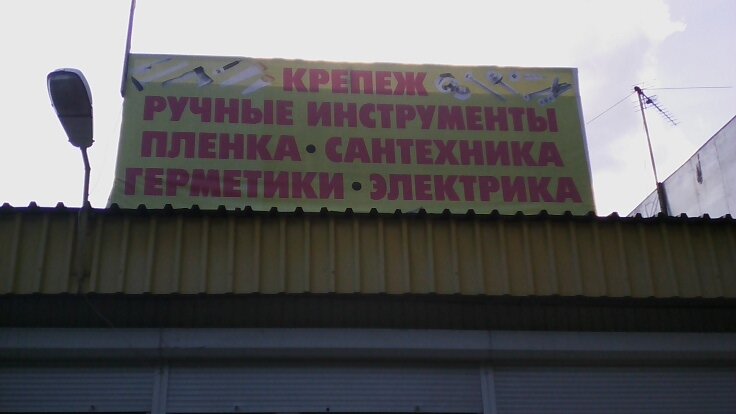 КРЕПЕЖ
РУЧНЫЕ ИНСТРУМЕНТЫ
ПЛЕНКА • САНТЕХНИКА
ГЕРМЕТИКИ • ЭЛЕКТРИКА